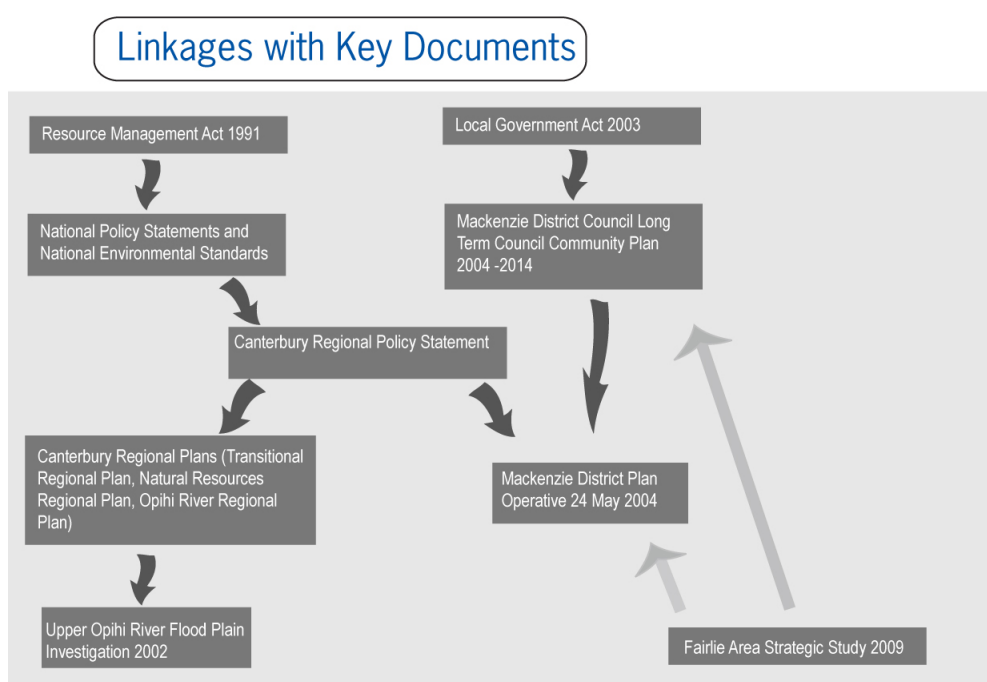 Linkages with Key Documents
Resource Management Act 1991
Local Government Act 2003
National Policy Statements and
National Environmental Standards
Mackenzie District Council Long
Term Council Community Plan
2004 -2014
Canterbury Regional Policy Statement
Canterbury Regional Plans (Transitional
Regional Plan, Natural Resources
Regional Plan, Opihi River Regional
Plan)
Mackenzie District Plan
Operative 24 May 2004
Upper Opihi River Flood Plain
Investigation 2002
Fairlie Area Strategic Study 2009